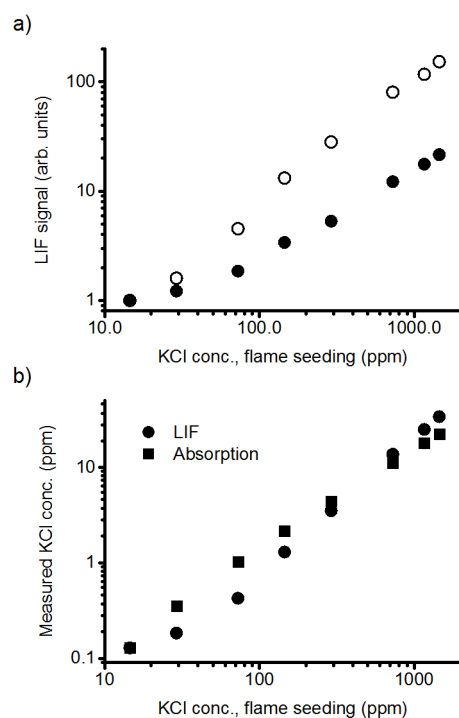 a)
LIF signal (arb. units)
100
10
1
10.0 100.0 1000.0
KCl conc., flame seeding (ppm)
b)
Measured KCl conc. (ppm)
LIF
Absorption
10
1
0.1
10 100 1000
KCl conc., flame seeding (ppm)